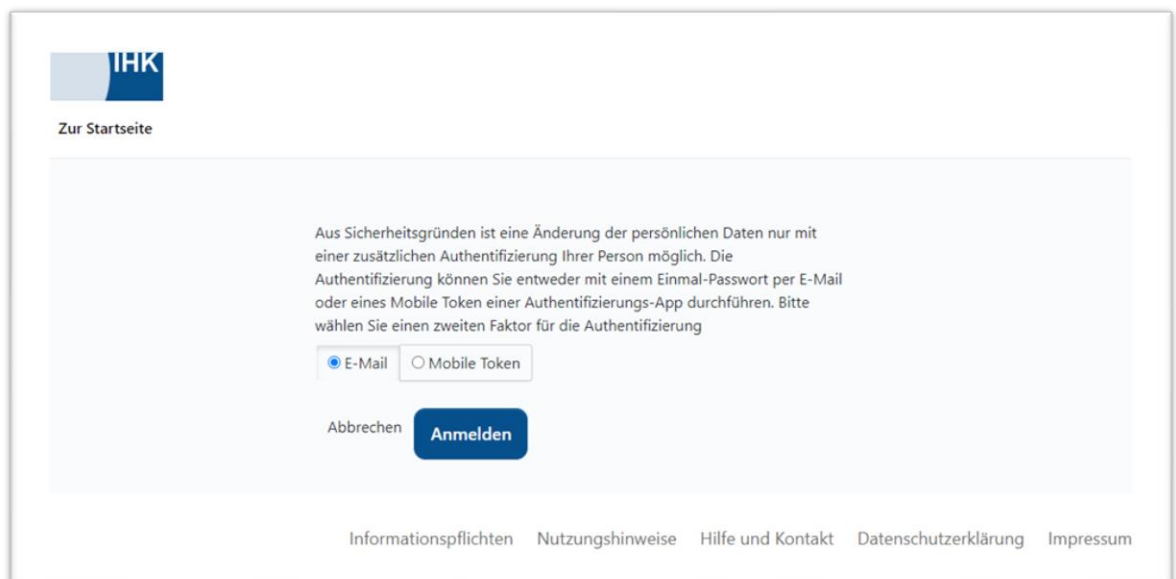 IHK
Zur Startseite
Aus Sicherheitsgründen ist eine Änderung der persönlichen Daten nur mit
einer zusätzlichen Authentifizierung Ihrer Person möglich. Die
Authentifizierung können Sie entweder mit einem Einmal-Passwort per E-Mail
oder eines Mobile Token einer Authentifizierungs-App durchführen. Bitte
wählen Sie einen zweiten Faktor für die Authentifizierung
E-Mail Mobile Token
Abbrechen Anmelden
Informationspflichten Nutzungshinweise Hilfe und Kontakt Datenschutzerklärung Impressum